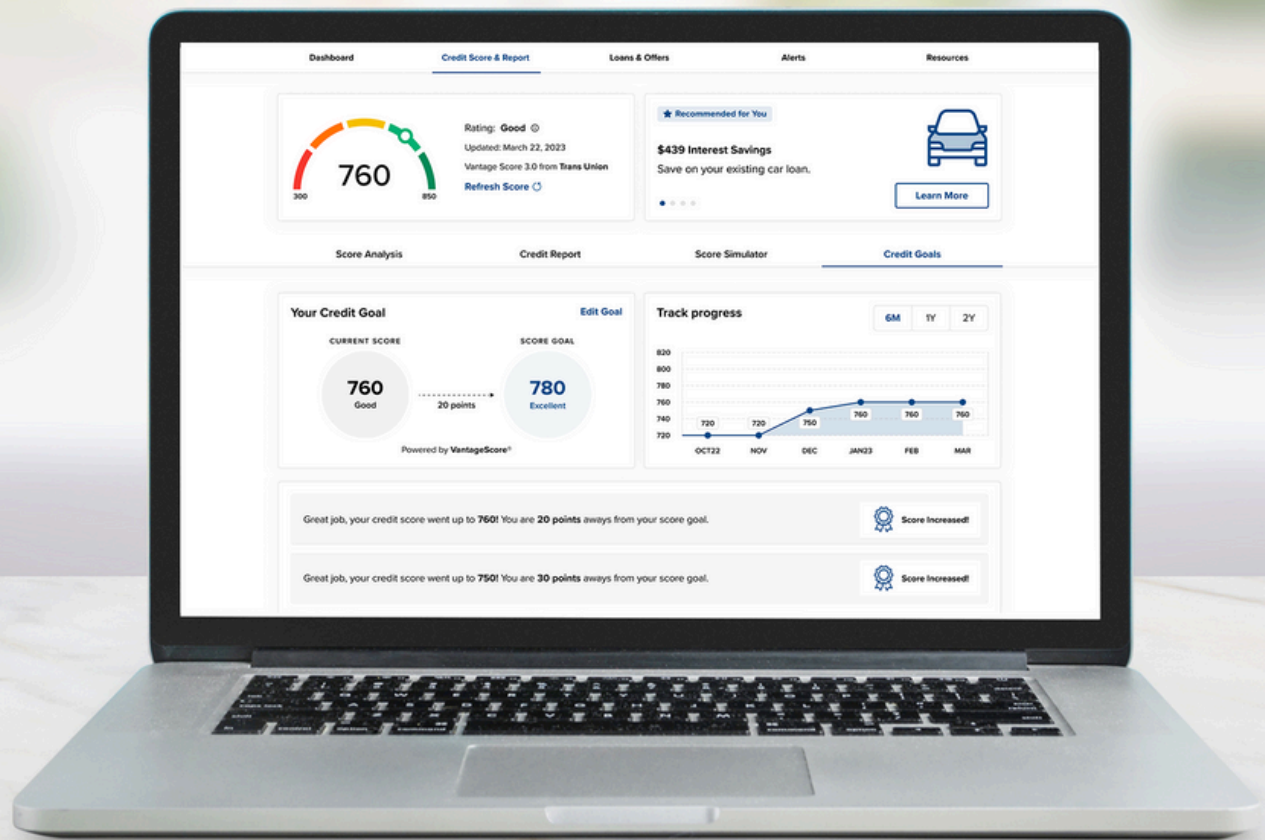 Dashboard
Credit Score & Report
Loans & Offers
Alerts
Resources
760
300
850
Rating: Good
Updated: March 22, 2023
Vantage Score 3.0 from Trans Union
Refresh Score
Recommended for You
$439 Interest Savings
Save on your existing car loan.
Learn More
Score Analysis
Credit Report
Score Simulator
Credit Goals
Your Credit Goal
Edit Goal
CURRENT SCORE
760
Good
20 points
SCORE GOAL
780
Excellent
Powered by VantageScore®
Track progress
6M
1Y
2Y
820
800
780
760
740
720
720
720
750
760
760
760
OCT22
NOV
DEC
JAN23
FEB
MAR
Great job, your credit score went up to 760! You are 20 points aways from your score goal.
Score Increased!
Great job, your credit score went up to 750! You are 30 points aways from your score goal.
Score Increased!